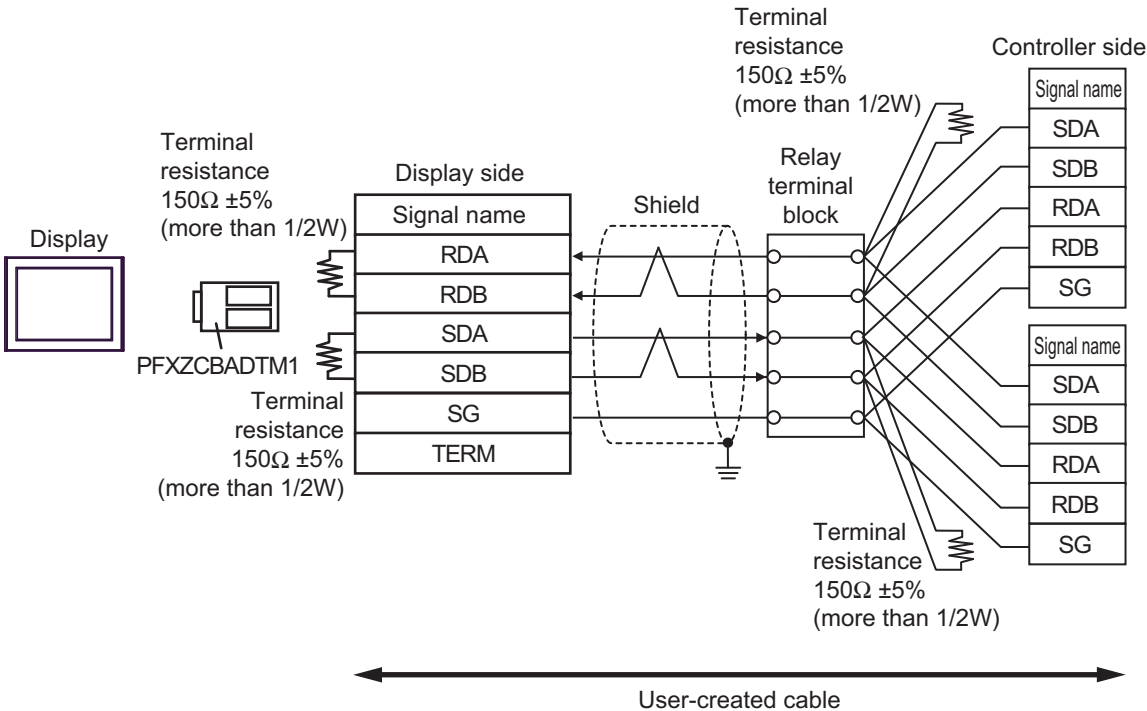 Terminal
resistance
150Ω ±5%
(more than 1/2W)
Controller side
Signal name
SDA
SDB
RDA
RDB
SG
Signal name
SDA
SDB
RDA
RDB
SG
Relay
terminal
block
Shield
Terminal
resistance
150Ω ±5%
(more than 1/2W)
Display side
Signal name
RDA
RDB
SDA
SDB
SG
TERM
Display
PFXZCBADTM1
Terminal
resistance
150Ω ±5%
(more than 1/2W)
Terminal
resistance
150Ω ±5%
(more than 1/2W)
User-created cable